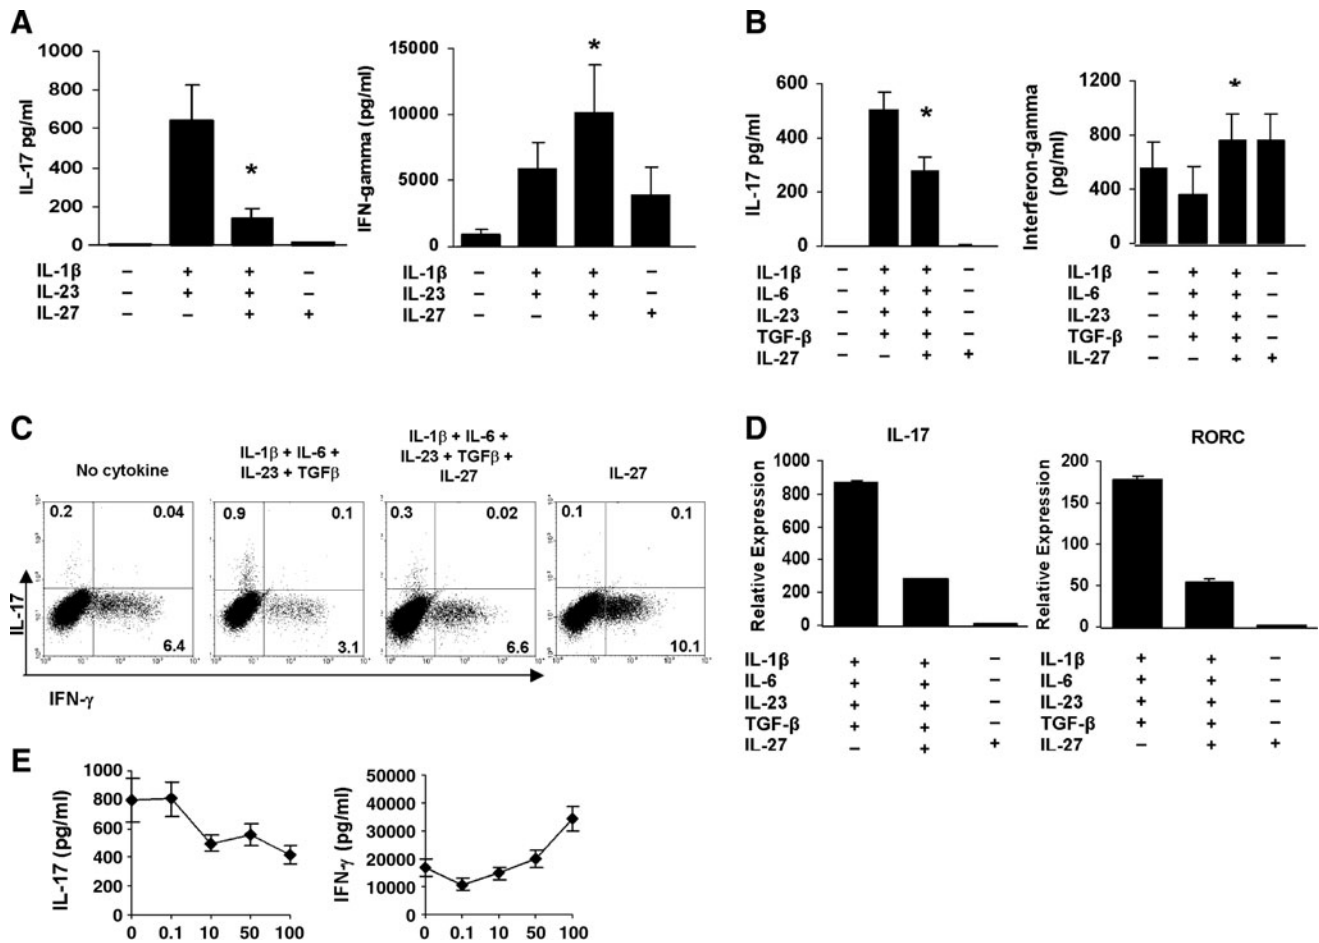 A
IL-17 pg/ml
1000
800
600
400
200
0
*
IL-1β – + + –
IL-23 – + + –
IL-27 – – + +
IFN-gamma (pg/ml)
15000
10000
5000
0
*
IL-1β – + + –
IL-23 – + + –
IL-27 – – + +
B
IL-17 pg/ml
600
400
200
0
*
IL-1β – + + –
IL-6 – + + –
IL-23 – + + –
TGF-β – + + –
IL-27 – – + +
Interferon-gamma
(pg/ml)
1200
800
400
0
*
IL-1β – + + –
IL-6 – + + –
IL-23 – + + –
TGF-β – + + –
IL-27 – – + +
C
No cytokine
0.2 0.04
6.4
IL-1β + IL-6 +
IL-23 + TGFβ
0.9 0.1
3.1
IL-1β + IL-6 +
IL-23 + TGFβ +
IL-27
0.3 0.02
6.6
IL-27
0.1 0.1
10.1
IL-17
IFN-γ
D
IL-17
Relative Expression
1000
800
600
400
200
0
IL-1β + + –
IL-6 + + –
IL-23 + + –
TGF-β + + –
IL-27 – + +
RORC
Relative Expression
200
150
100
50
0
IL-1β + + –
IL-6 + + –
IL-23 + + –
TGF-β + + –
IL-27 – + +
E
IL-17 (pg/ml)
1000
800
600
400
200
0
0 0.1 10 50 100
IFN-γ (pg/ml)
50000
40000
30000
20000
10000
0
0 0.1 10 50 100